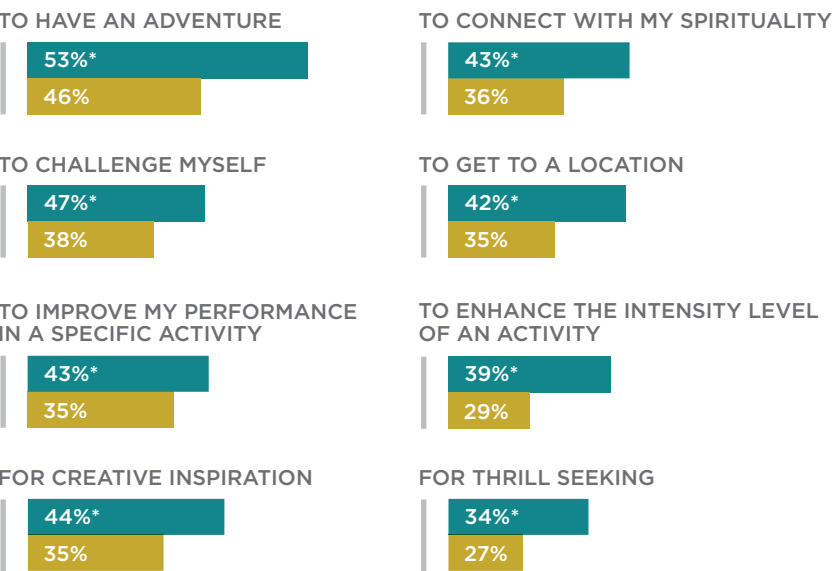 TO HAVE AN ADVENTURE
53%*
46%
TO CONNECT WITH MY SPIRITUALITY
43%*
36%
TO CHALLENGE MYSELF
47%*
38%
TO GET TO A LOCATION
42%*
35%
TO IMPROVE MY PERFORMANCE
IN A SPECIFIC ACTIVITY
43%*
35%
TO ENHANCE THE INTENSITY LEVEL
OF AN ACTIVITY
39%*
29%
FOR CREATIVE INSPIRATION
44%*
35%
FOR THRILL SEEKING
34%*
27%